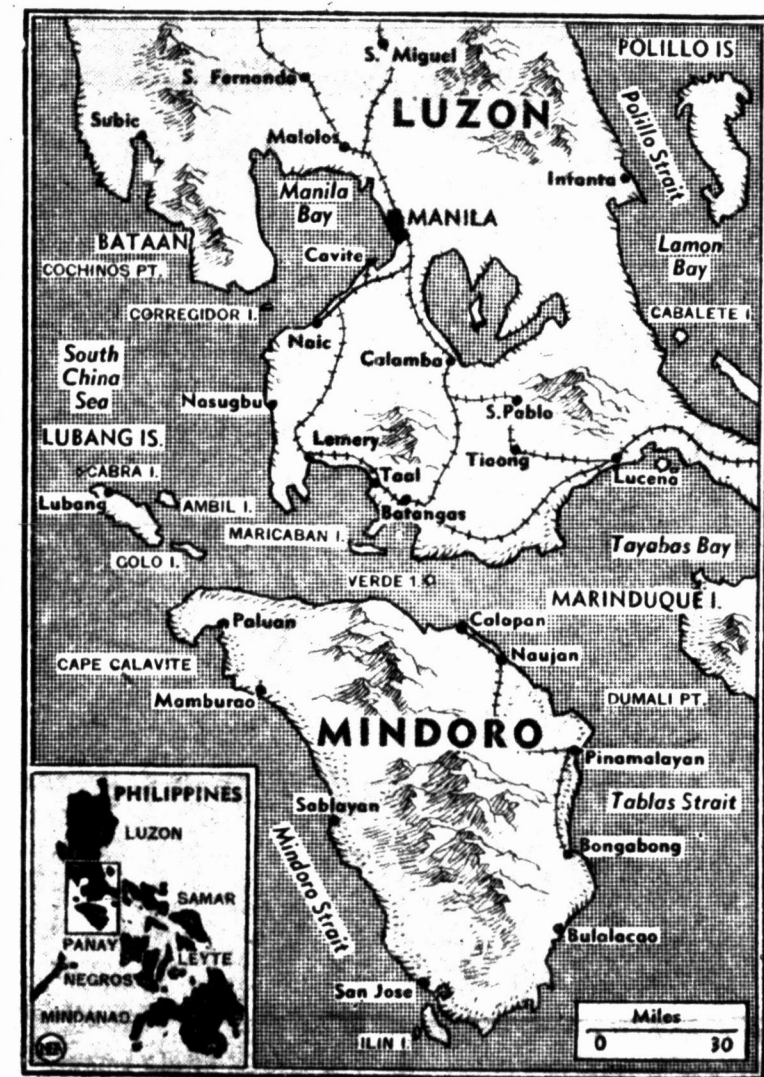 POLILLO IS
S. Miguel
S. Fernando
LUZON
Polillo Strait
Subic
Malolos
Infanta
Manila
Bay
MANILA
BATAAN
Cavite
Lamon
Bay
COCHINOS PT.
CORREGIDOR I.
CABALETE I.
Naic
South
China
Sea
Calamba
Nasugbu
S. Pablo
LUBANG IS.
Lemery
Tiaong
CABRA I.
Taal
Lucena
Lubang
AMBIL I.
Batangas
MARICABAN I.
Tayabas Bay
GOLO I.
VERDE I.
MARINDUQUE I.
Paluan
Calapan
Naujan
CAPE CALAVITE
Mamburao
DUMALI PT.
MINDORO
Pinamalayan
PHILIPPINES
Tablas Strait
LUZON
Sablayan
Mindoro Strait
Bongabong
SAMAR
PANAY
LEYTE
Bulalacao
NEGROS
San Jose
MINDANAO
ILIN I.
Miles
0 30
NEA